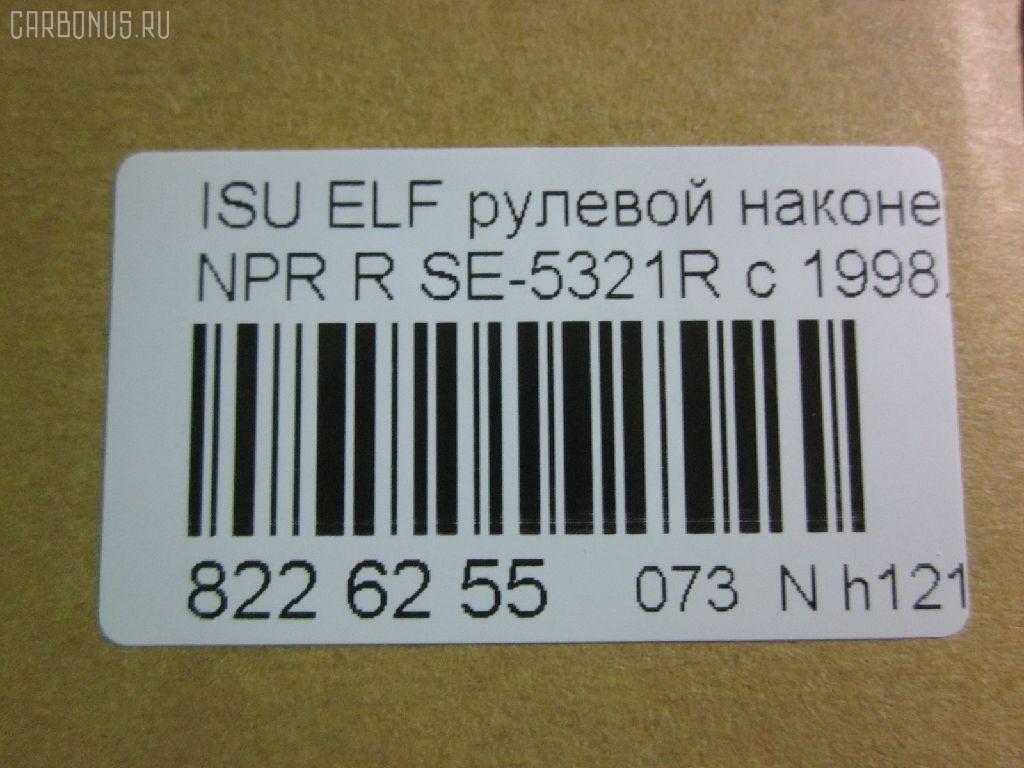 CARBONUS.RU
ISU ELF рулевой наконе
NPR R SE-5321R с 1998.
822 62 55 073 N h121